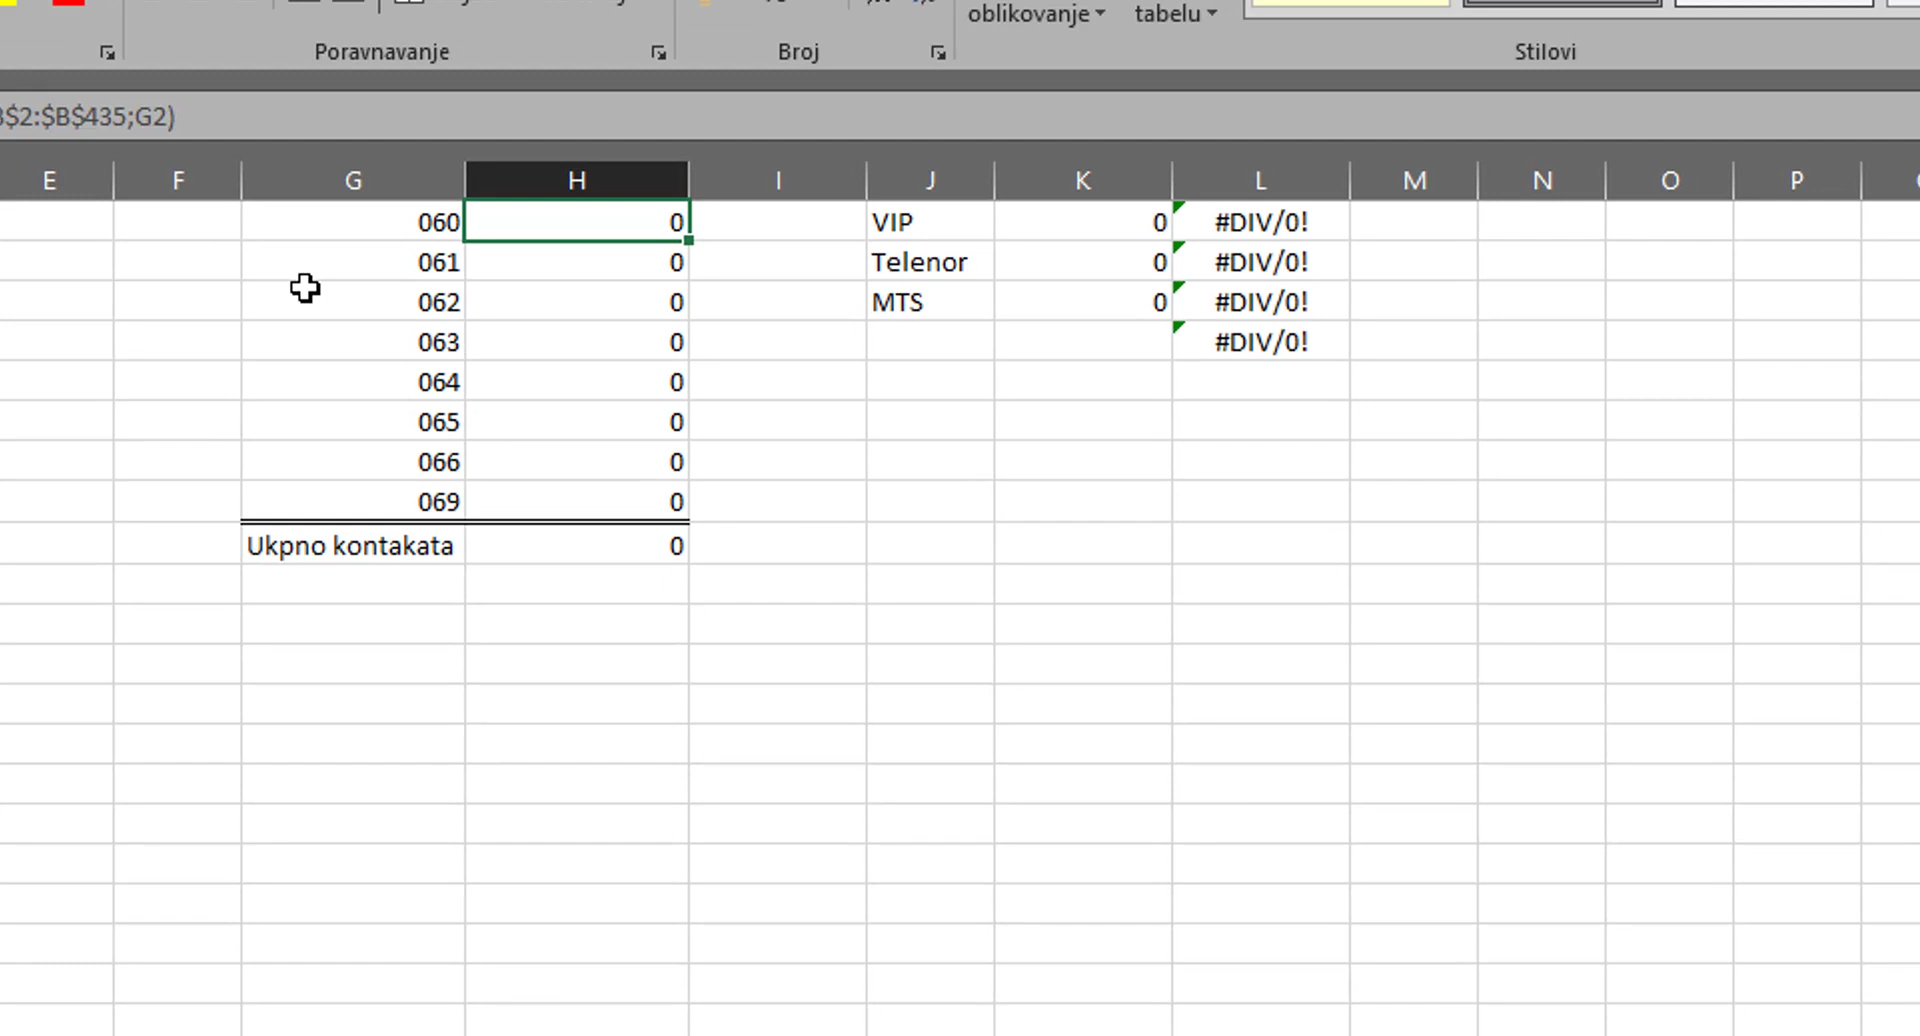 oblikovanje tabelu
Poravnavanje Broj Stilovi
$2:$B$435;G2)
E F G H I J K L M N O P
060 0 VIP 0 #DIV/0!
061 0 Telenor 0 #DIV/0!
062 0 MTS 0 #DIV/0!
063 0 #DIV/0!
064 0
065 0
066 0
069 0
Ukpno kontakata 0